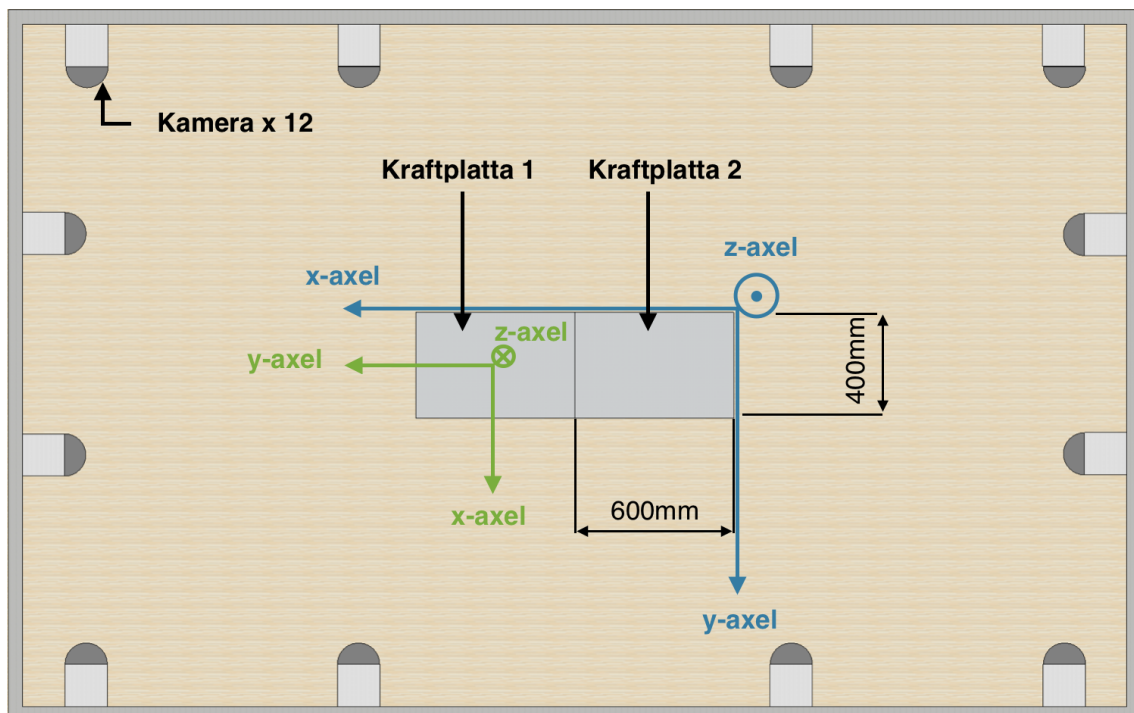 Kamera x 12
Kraftplatta 1
Kraftplatta 2
z-axel
x-axel
z-axel
y-axel
400mm
x-axel
600mm
y-axel